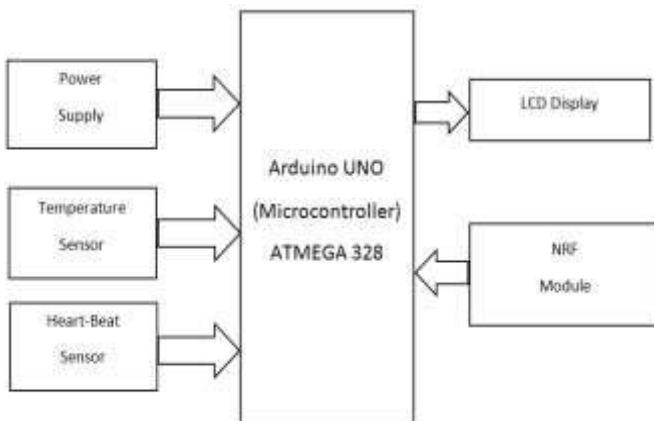 Power
Supply
Temperature
Sensor
Heart-Beat
Sensor
Arduino UNO
(Microcontroller)
ATMEGA 328
LCD Display
NRF
Module